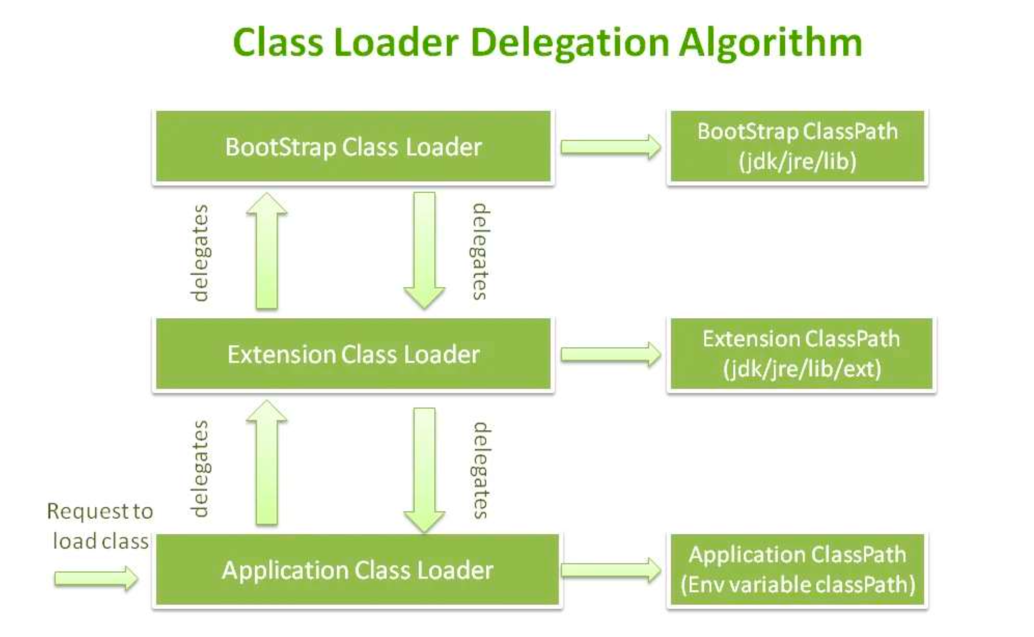 Class Loader Delegation Algorithm
BootStrap Class Loader
BootStrap ClassPath
(jdk/jre/lib)
delegates
delegates
Extension Class Loader
Extension ClassPath
(jdk/jre/lib/ext)
delegates
delegates
Request to
load class
Application Class Loader
Application ClassPath
(Env variable classPath)